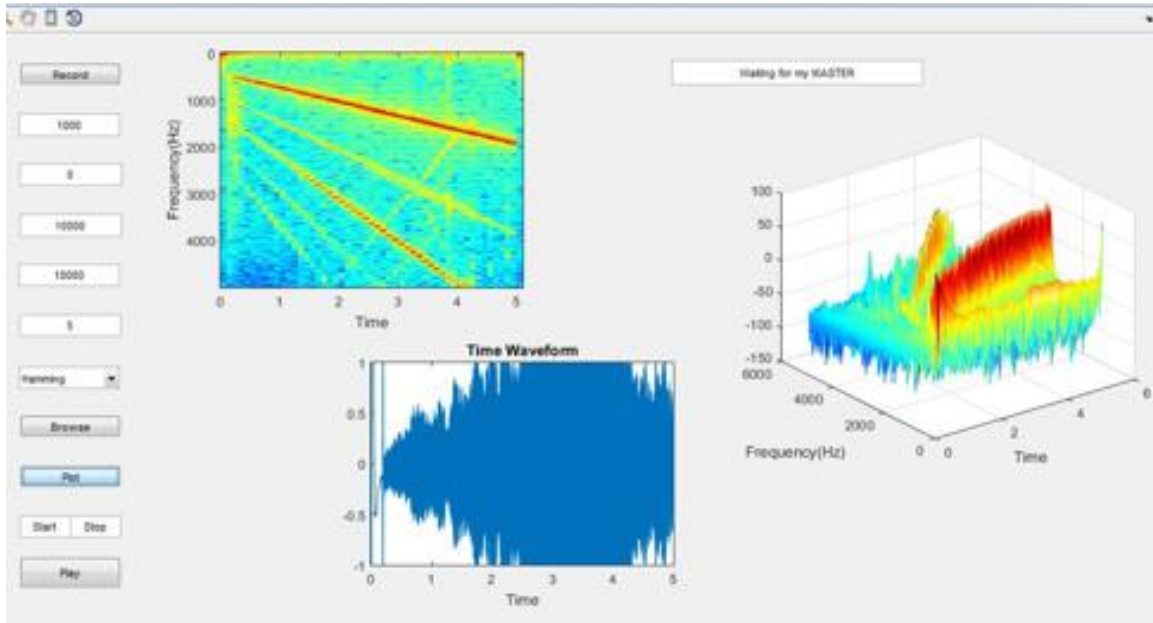 Record
1000
0
10000
10000
5
Hamming
Browse
Plot
Start Stop
Play
0
1000
2000
3000
4000
Frequency(Hz)
0 1 2 3 4 5
Time
Time Waveform
1
0.5
0
-0.5
-1
0 1 2 3 4 5
Time
Waiting for my MASTER
100
50
0
-50
-100
-150
6000
4000
2000
0
Frequency(Hz)
0
2
4
6
Time